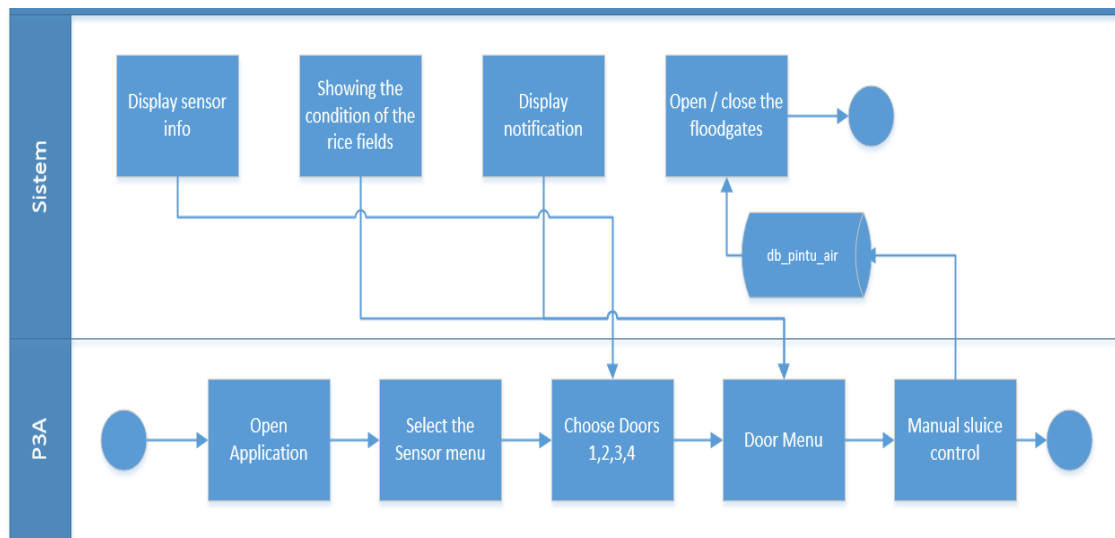 Sistem
Display sensor
info
Showing the
condition of the
rice fields
Display
notification
Open / close the
floodgates
db_pintu_air
P3A
Open
Application
Select the
Sensor menu
Choose Doors
1,2,3,4
Door Menu
Manual sluice
control